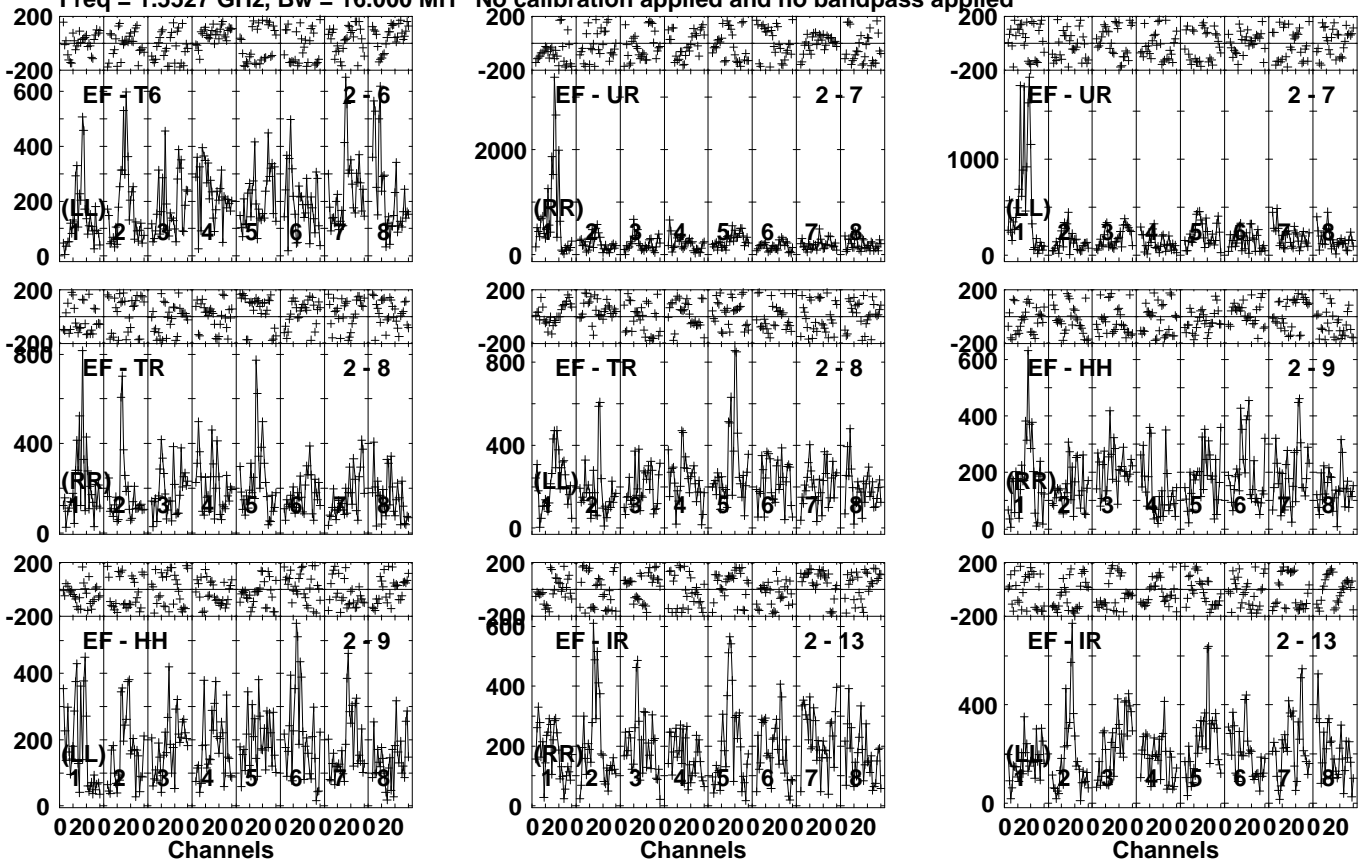 Freq = 1.5527 GHz, Bw = 16.000 MH No calibration applied and no bandpass applied
200 200 200
-200 -200 -200
EF - T6 2 - 6 EF - UR 2 - 7 EF - UR 2 - 7
600
400 2000 1000
200
(LL) (RR) (LL)
1 2 3 4 5 6 7 8 1 2 3 4 5 6 7 8 1 2 3 4 5 6 7 8
0 0 0
200 200 200
-200 -200 -200
800 800 600
EF - TR 2 - 8 EF - TR 2 - 8 EF - HH 2 - 9
400 400 400
200
(RR) (LL) (RR)
1 2 3 4 5 6 7 8 1 2 3 4 5 6 7 8 1 2 3 4 5 6 7 8
0 0 0
200 200 200
-200 -200 -200
600
EF - HH 2 - 9 EF - IR 2 - 13 EF - IR 2 - 13
400 400 400
200 200
(LL) (RR) (LL)
1 2 3 4 5 6 7 8 1 2 3 4 5 6 7 8 1 2 3 4 5 6 7 8
0 0 0
0 20 0 20 0 20 0 20 0 20 0 20 0 20 0 20 0 20 0 20 0 20 0 20 0 20 0 20 0 20 0 20 0 20 0 20 0 20 0 20 0 20 0 20 0 20 0 20
Channels Channels Channels